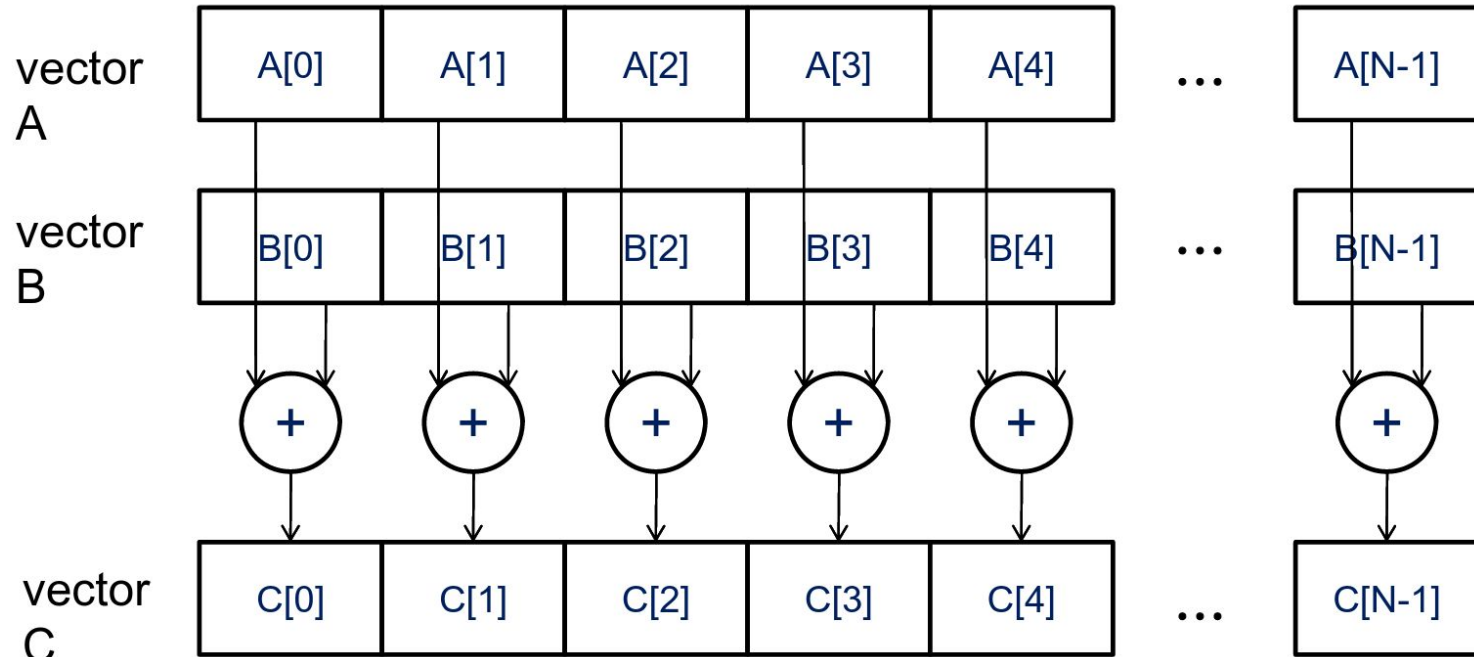 vector A[0] A[1] A[2] A[3] A[4] ... A[N-1]
A
vector B[0] B[1] B[2] B[3] B[4] ... B[N-1]
B
+ + + + + +
vector C[0] C[1] C[2] C[3] C[4] ... C[N-1]
C